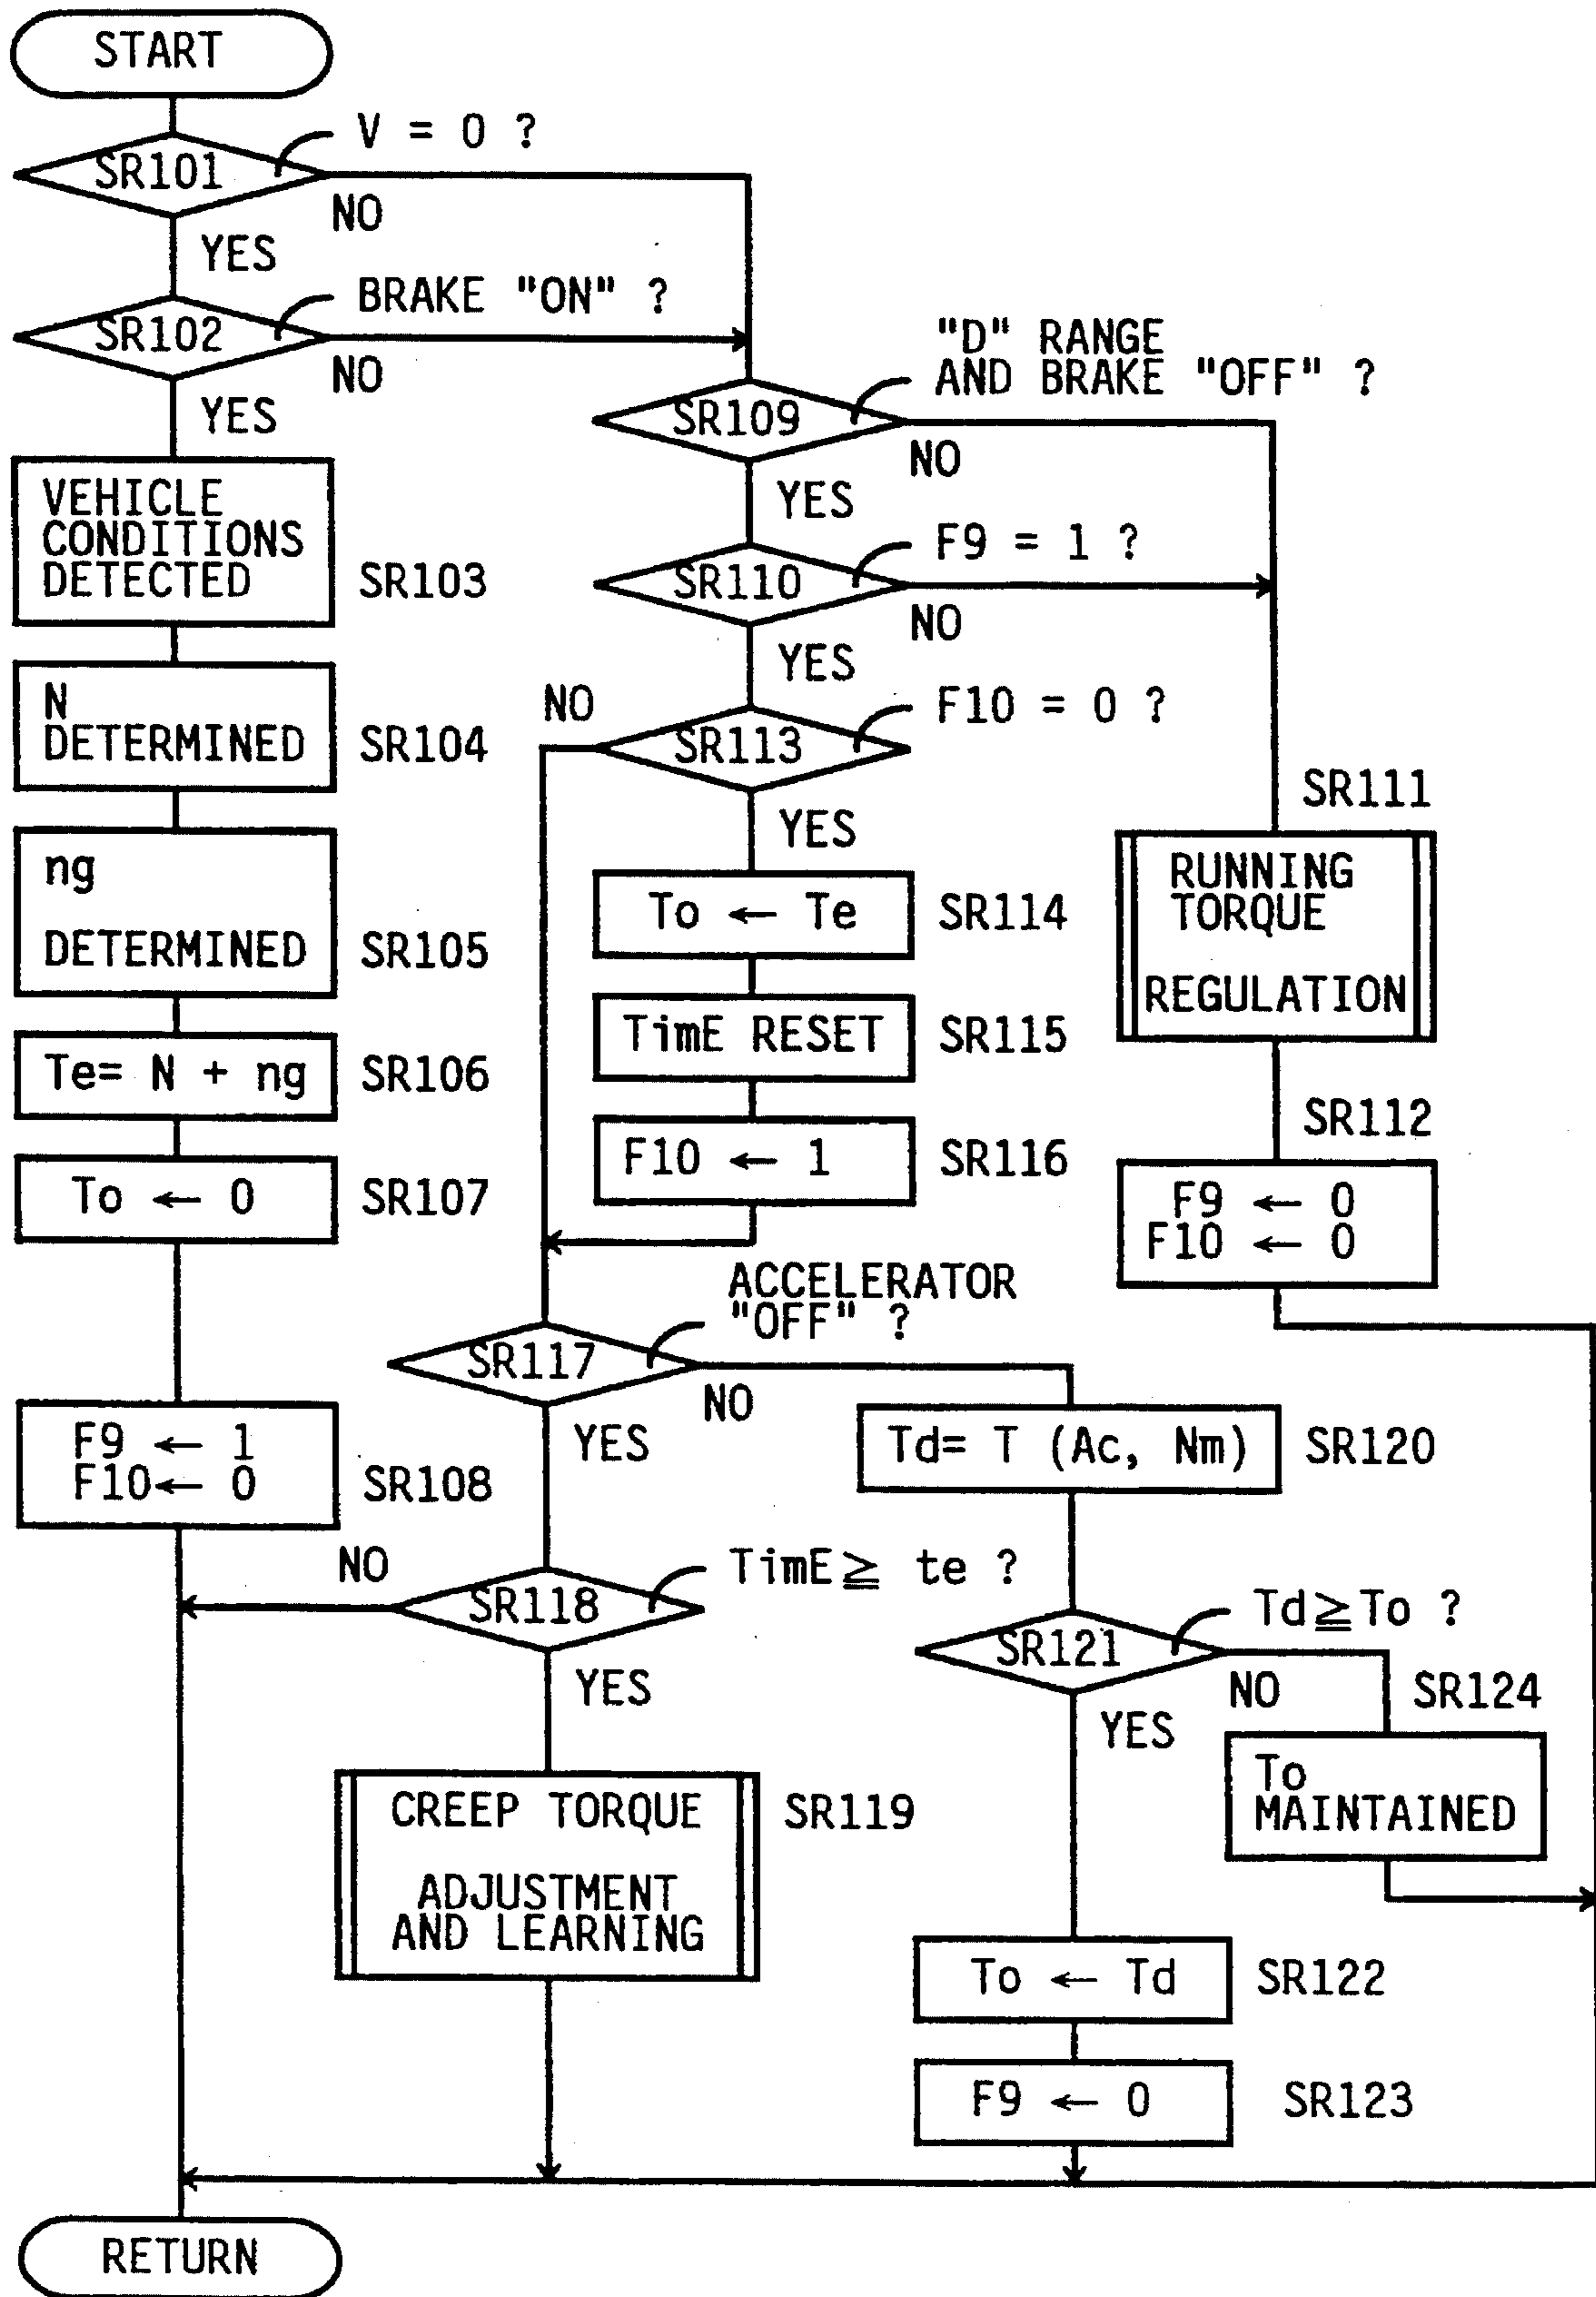 START
V = 0 ?
SR101
NO
YES
BRAKE "ON" ?
SR102
NO
YES
VEHICLE
CONDITIONS
DETECTED
SR103
N
DETERMINED
SR104
ng
DETERMINED
SR105
Te= N + ng
SR106
To ← 0
SR107
F9 ← 1
F10← 0
SR108
"D" RANGE
AND BRAKE "OFF" ?
SR109
NO
YES
F9 = 1 ?
SR110
NO
YES
F10 = 0 ?
NO
SR113
YES
To ← Te
SR114
TimE RESET
SR115
F10 ← 1
SR116
SR111
RUNNING
TORQUE
REGULATION
SR112
F9 ← 0
F10 ← 0
ACCELERATOR
"OFF" ?
SR117
NO
YES
TimE≧ te ?
NO
SR118
YES
CREEP TORQUE
ADJUSTMENT
AND LEARNING
SR119
Td= T (Ac, Nm)
SR120
Td≧To ?
SR121
NO
YES
SR124
To
MAINTAINED
To ← Td
SR122
F9 ← 0
SR123
RETURN